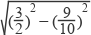 √((3/2)² − (9/10)²)